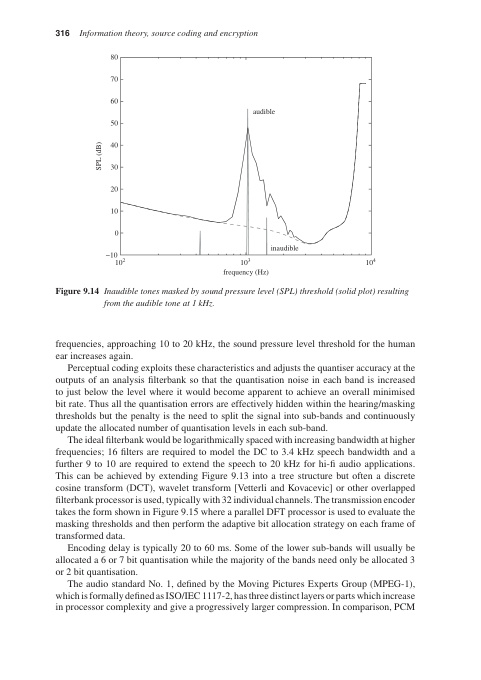 316 Information theory, source coding and encryption
80
70
60
50
40
30
20
10
0
−10
SPL (dB)
audible
inaudible
10²
10³
10⁴
frequency (Hz)
Figure 9.14 Inaudible tones masked by sound pressure level (SPL) threshold (solid plot) resulting
from the audible tone at 1 kHz.
frequencies, approaching 10 to 20 kHz, the sound pressure level threshold for the human
ear increases again.
Perceptual coding exploits these characteristics and adjusts the quantiser accuracy at the
outputs of an analysis filterbank so that the quantisation noise in each band is increased
to just below the level where it would become apparent to achieve an overall minimised
bit rate. Thus all the quantisation errors are effectively hidden within the hearing/masking
thresholds but the penalty is the need to split the signal into sub-bands and continuously
update the allocated number of quantisation levels in each sub-band.
The ideal filterbank would be logarithmically spaced with increasing bandwidth at higher
frequencies; 16 filters are required to model the DC to 3.4 kHz speech bandwidth and a
further 9 to 10 are required to extend the speech to 20 kHz for hi-fi audio applications.
This can be achieved by extending Figure 9.13 into a tree structure but often a discrete
cosine transform (DCT), wavelet transform [Vetterli and Kovacevic] or other overlapped
filterbank processor is used, typically with 32 individual channels. The transmission encoder
takes the form shown in Figure 9.15 where a parallel DFT processor is used to evaluate the
masking thresholds and then perform the adaptive bit allocation strategy on each frame of
transformed data.
Encoding delay is typically 20 to 60 ms. Some of the lower sub-bands will usually be
allocated a 6 or 7 bit quantisation while the majority of the bands need only be allocated 3
or 2 bit quantisation.
The audio standard No. 1, defined by the Moving Pictures Experts Group (MPEG-1),
which is formally defined as ISO/IEC 1117-2, has three distinct layers or parts which increase
in processor complexity and give a progressively larger compression. In comparison, PCM